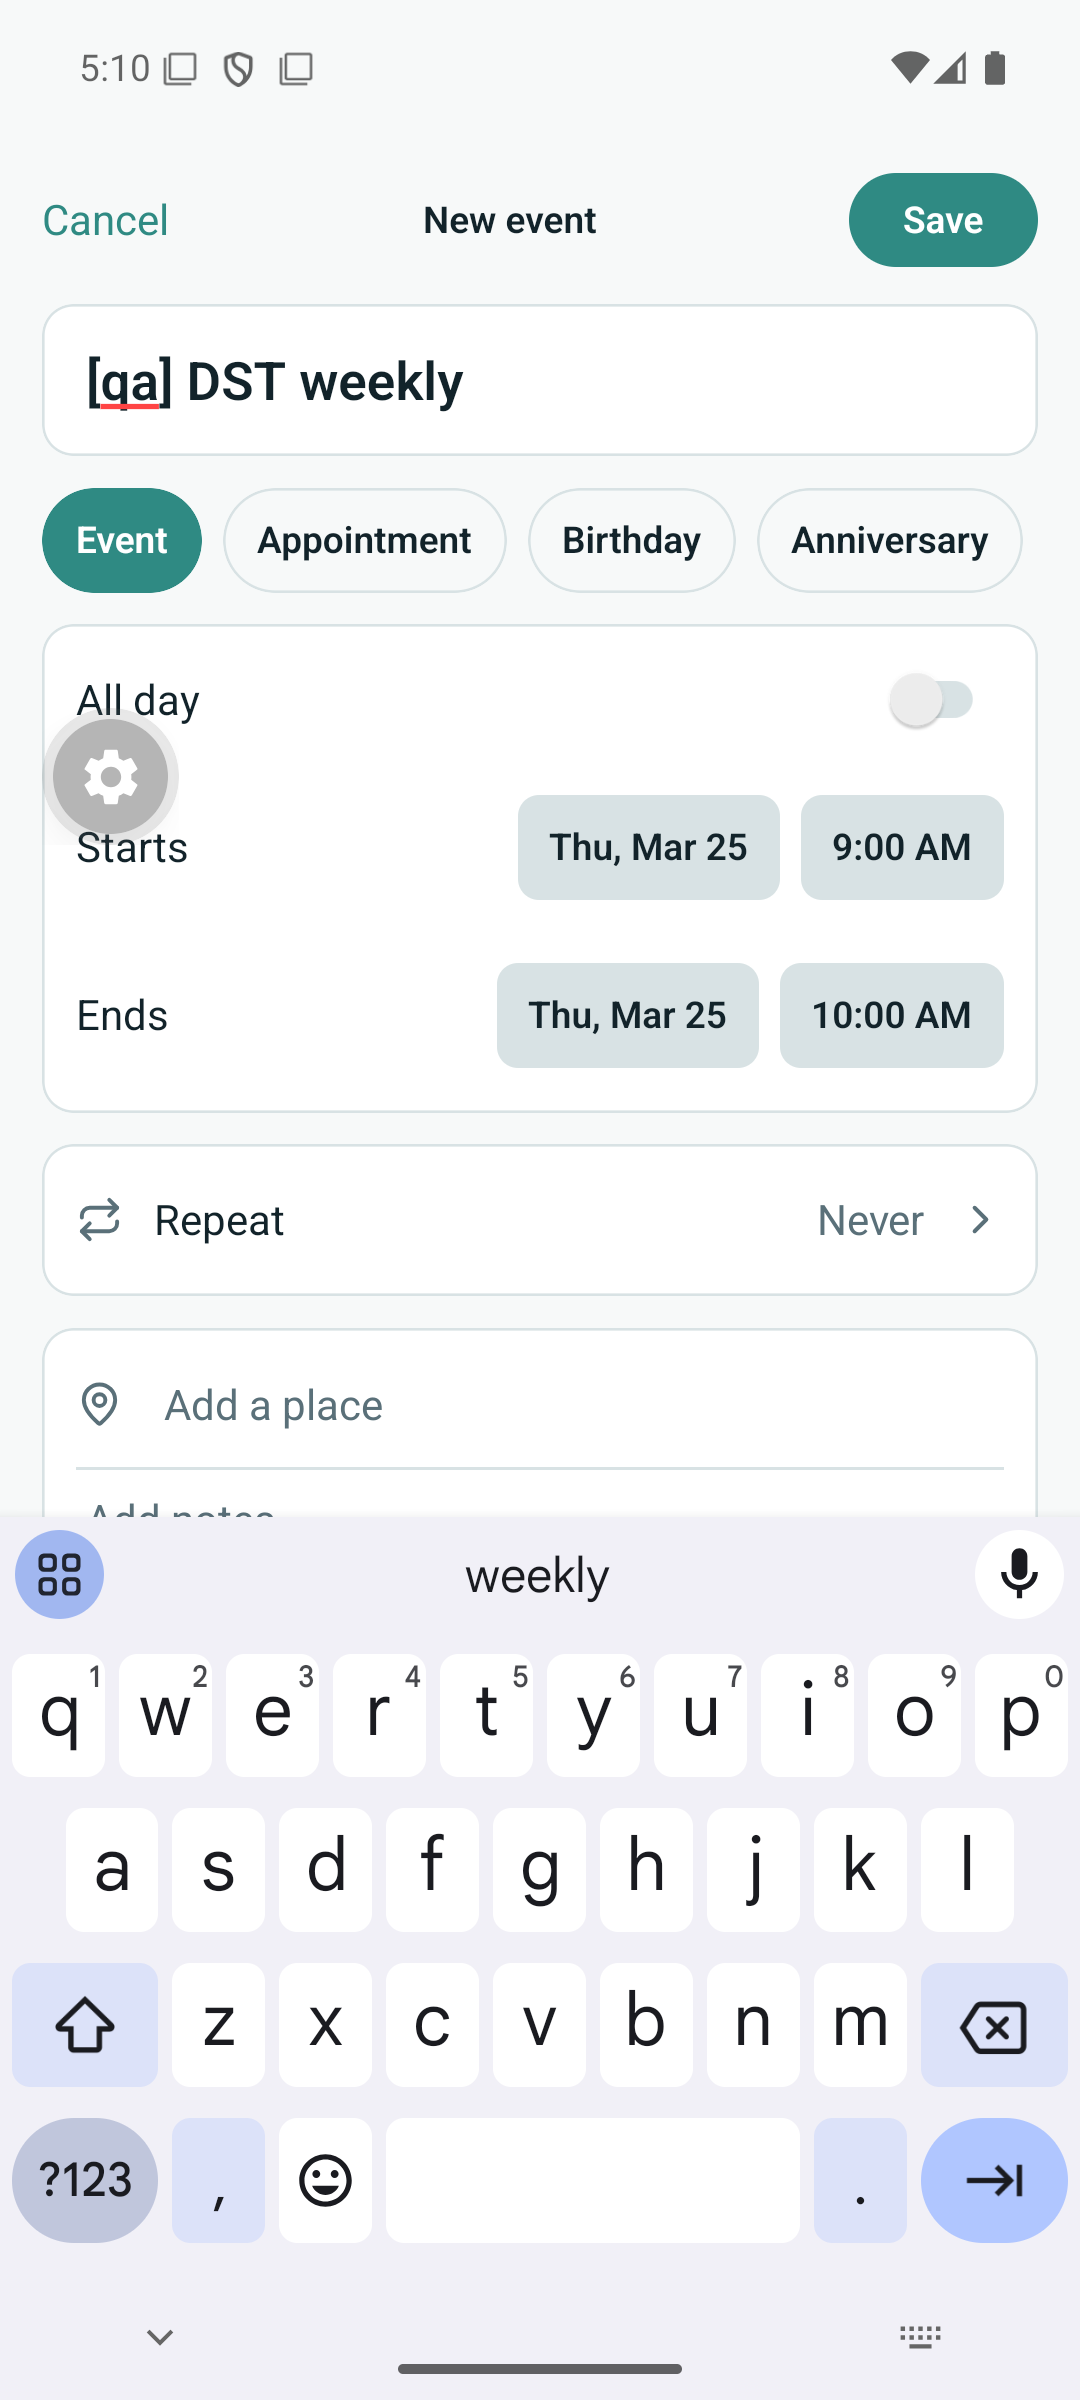 5:10
Cancel New event Save
[qa] DST weekly
Event Appointment Birthday Anniversary
All day
Starts Thu, Mar 25 9:00 AM
Ends Thu, Mar 25 10:00 AM
Repeat Never
Add a place
Add notes
weekly
q 1 w 2 e 3 r 4 t 5 y 6 u 7 i 8 o 9 p 0
a s d f g h j k l
z x c v b n m
?123 , .